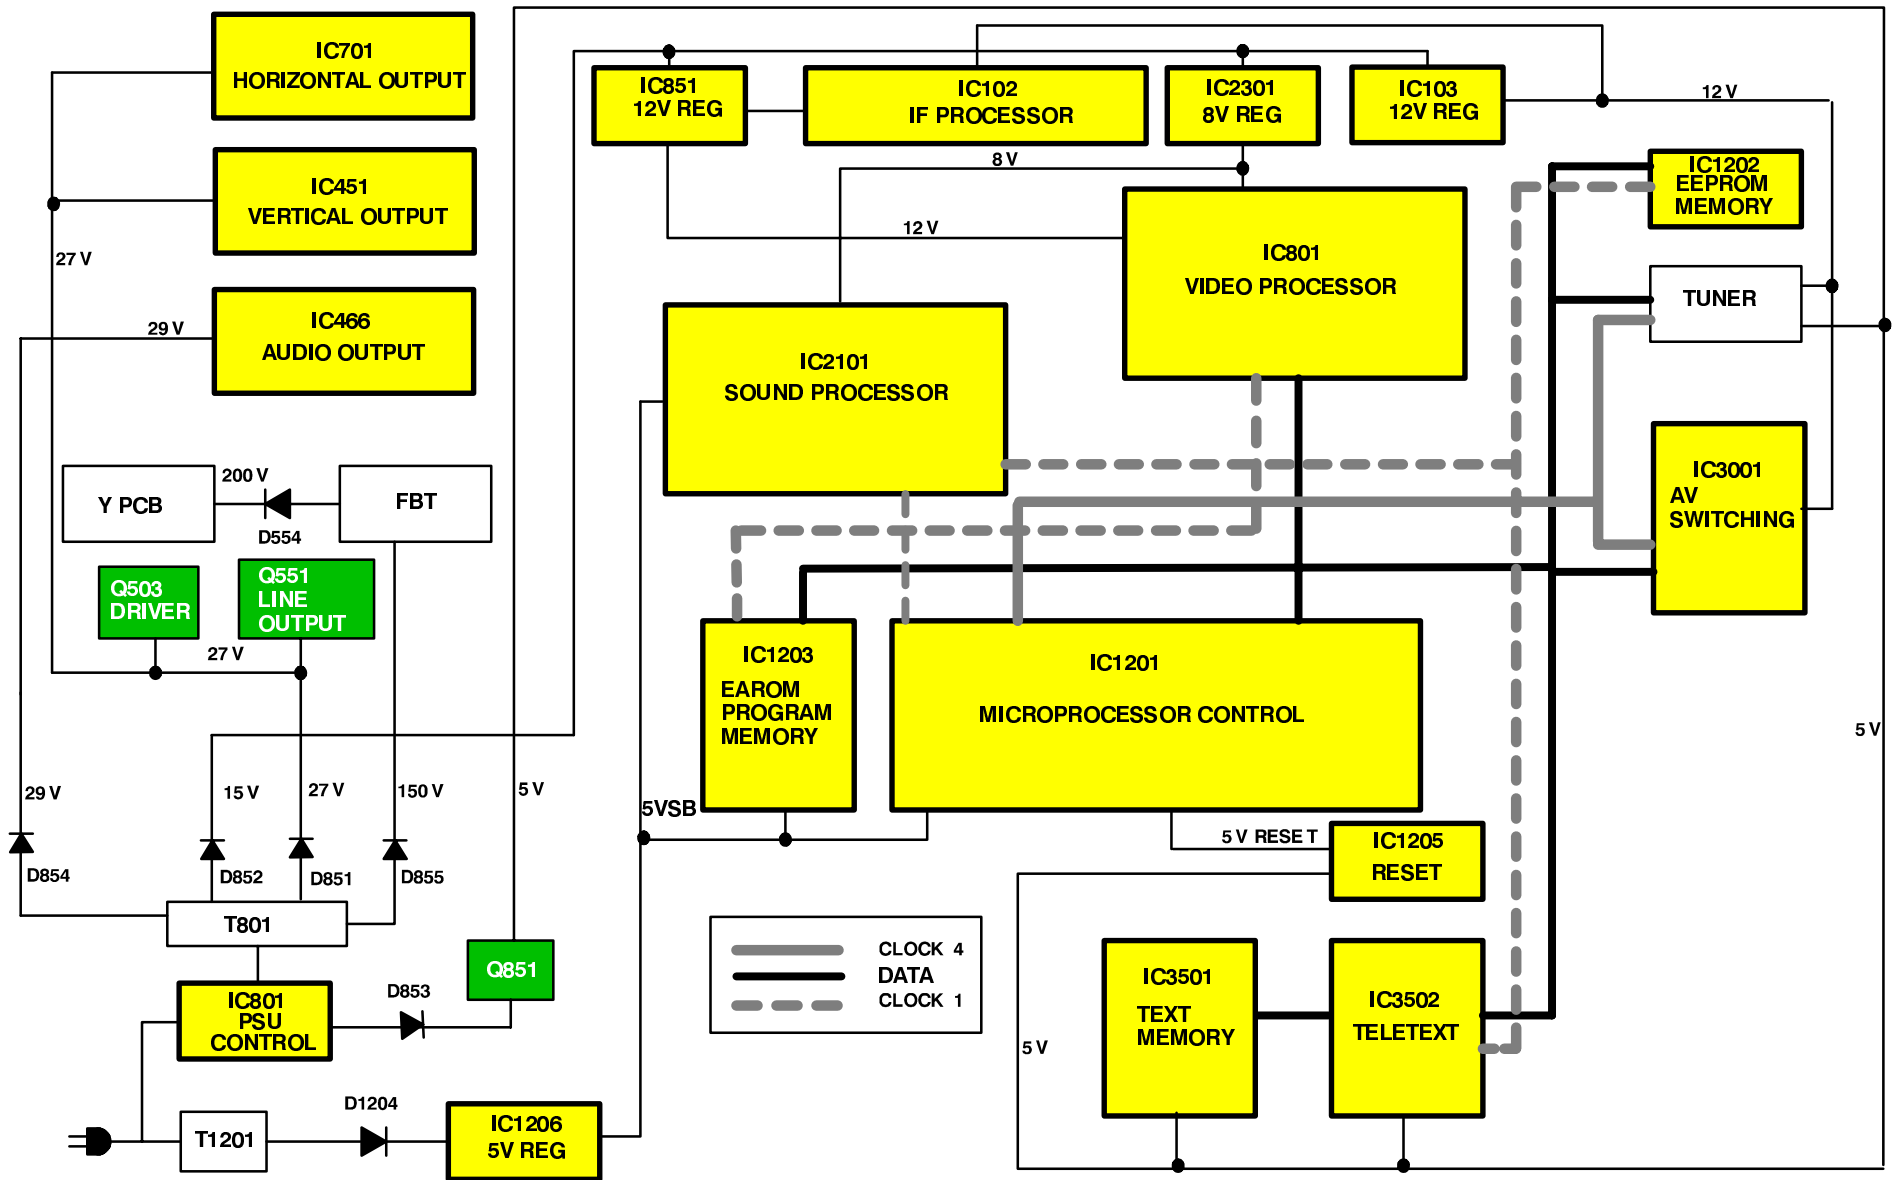 IC701
HORIZONTAL OUTPUT
IC451
VERTICAL OUTPUT
27 V
IC466
AUDIO OUTPUT
29 V
IC851
12V REG
IC102
IF PROCESSOR
IC2301
8V REG
IC103
12V REG
12 V
8 V
12 V
IC1202
EEPROM
MEMORY
IC801
VIDEO PROCESSOR
TUNER
IC2101
SOUND PROCESSOR
IC3001
AV
SWITCHING
Y PCB
200 V
D554
FBT
Q503
DRIVER
Q551
LINE
OUTPUT
27 V
IC1203
EAROM
PROGRAM
MEMORY
IC1201
MICROPROCESSOR CONTROL
5 V
29 V
15 V
27 V
150 V
5 V
5VSB
D854
D852
D851
D855
5 V RESET
IC1205
RESET
T801
Q851
CLOCK 4
DATA
CLOCK 1
IC801
PSU
CONTROL
D853
IC3501
TEXT
MEMORY
IC3502
TELETEXT
5 V
D1204
T1201
IC1206
5V REG